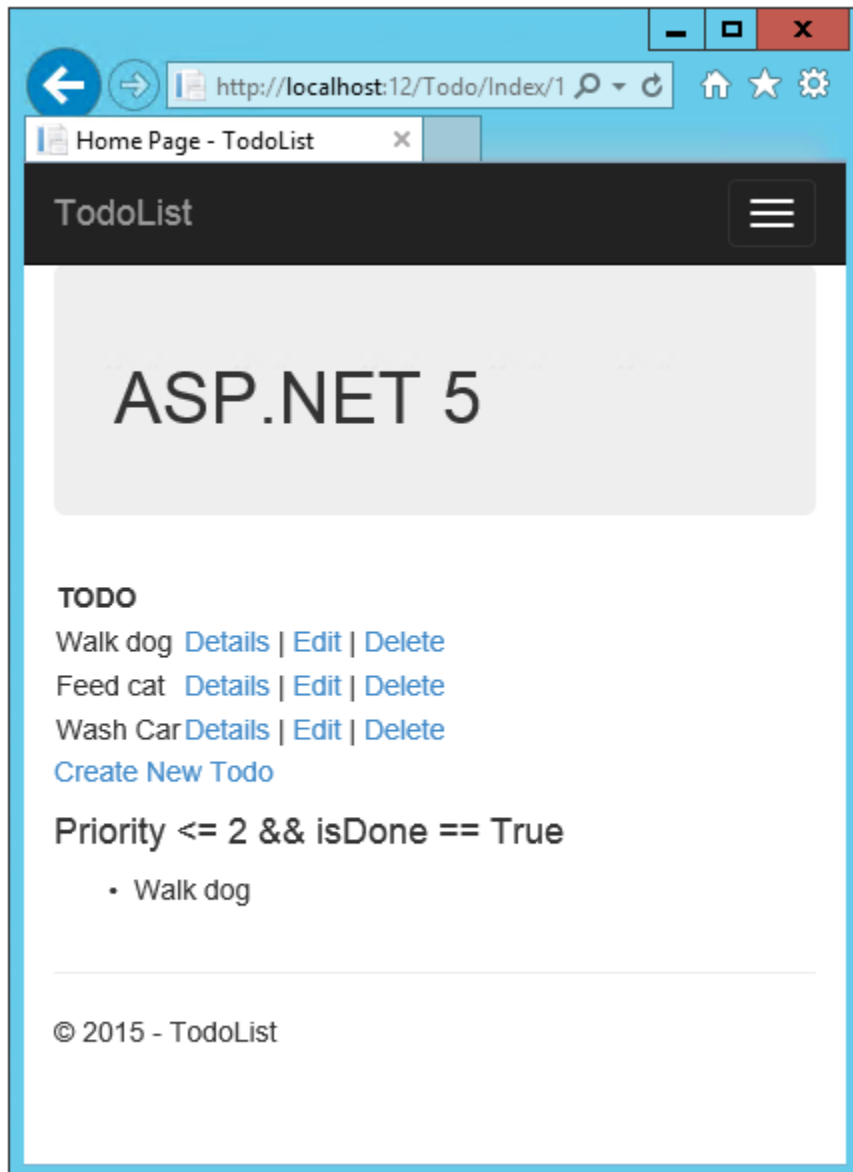 http://localhost:12/Todo/Index/1
Home Page - TodoList
TodoList
ASP.NET 5
TODO
Walk dog Details | Edit | Delete
Feed cat Details | Edit | Delete
Wash Car Details | Edit | Delete
Create New Todo
Priority <= 2 && isDone == True
• Walk dog
© 2015 - TodoList